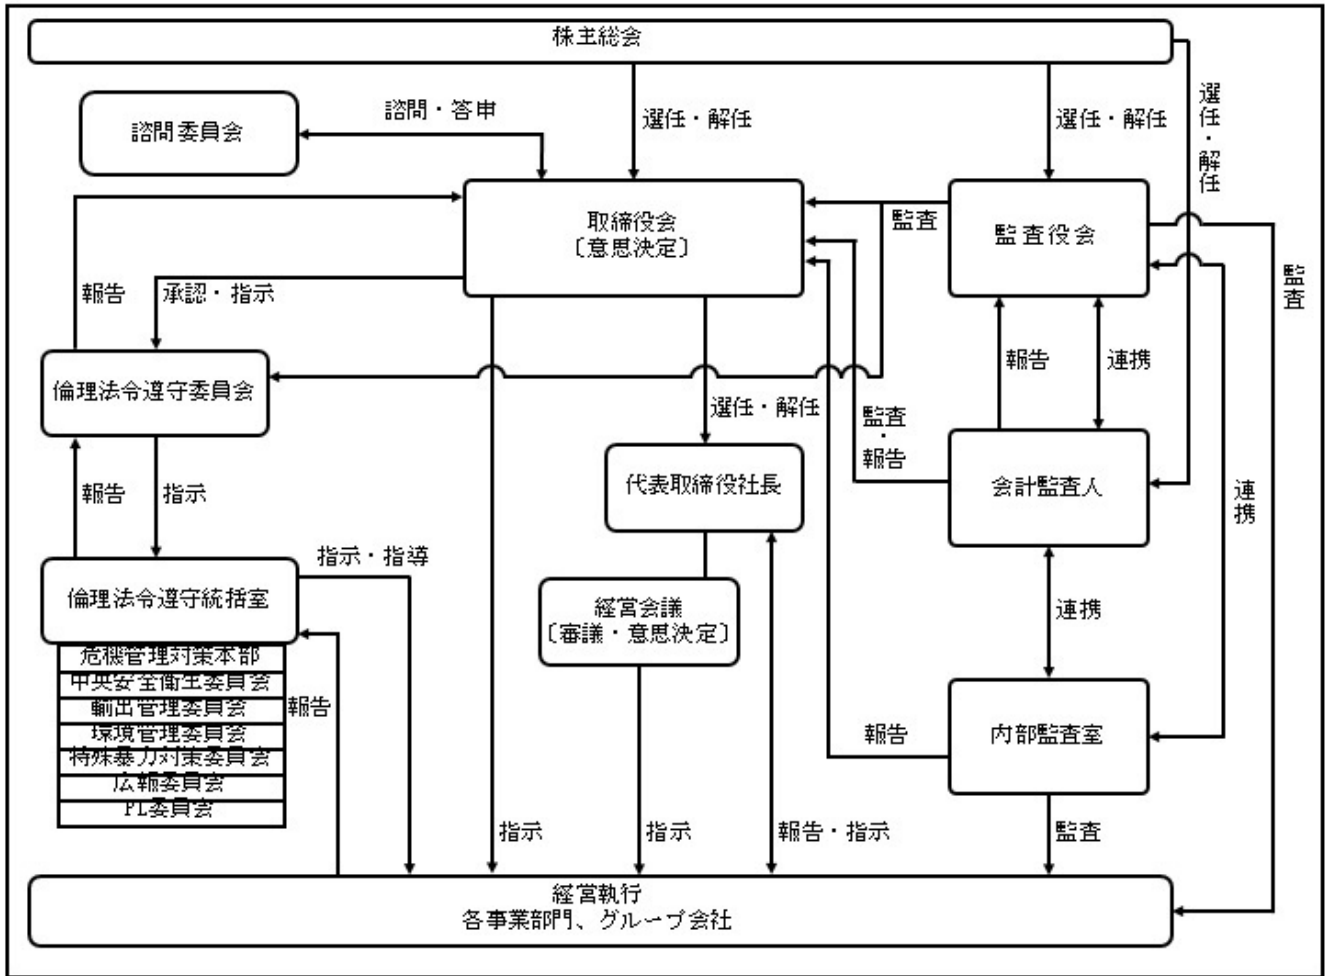 株主総会
諮問委員会
諮問・答申
選任・解任
選任・解任
選任・解任
取締役会
〔意思決定〕
監査
監査役会
監査
報告
承認・指示
倫理法令遵守委員会
報告
連携
選任・解任
監査・報告
代表取締役社長
会計監査人
連携
報告
指示
指示・指導
倫理法令遵守統括室
経営会議
〔審議・意思決定〕
連携
危機管理対策本部
中央安全衛生委員会
輸出管理委員会
環境管理委員会
特殊暴力対策委員会
広報委員会
PL委員会
報告
報告
内部監査室
指示
指示
報告・指示
監査
経営執行
各事業部門、グループ会社